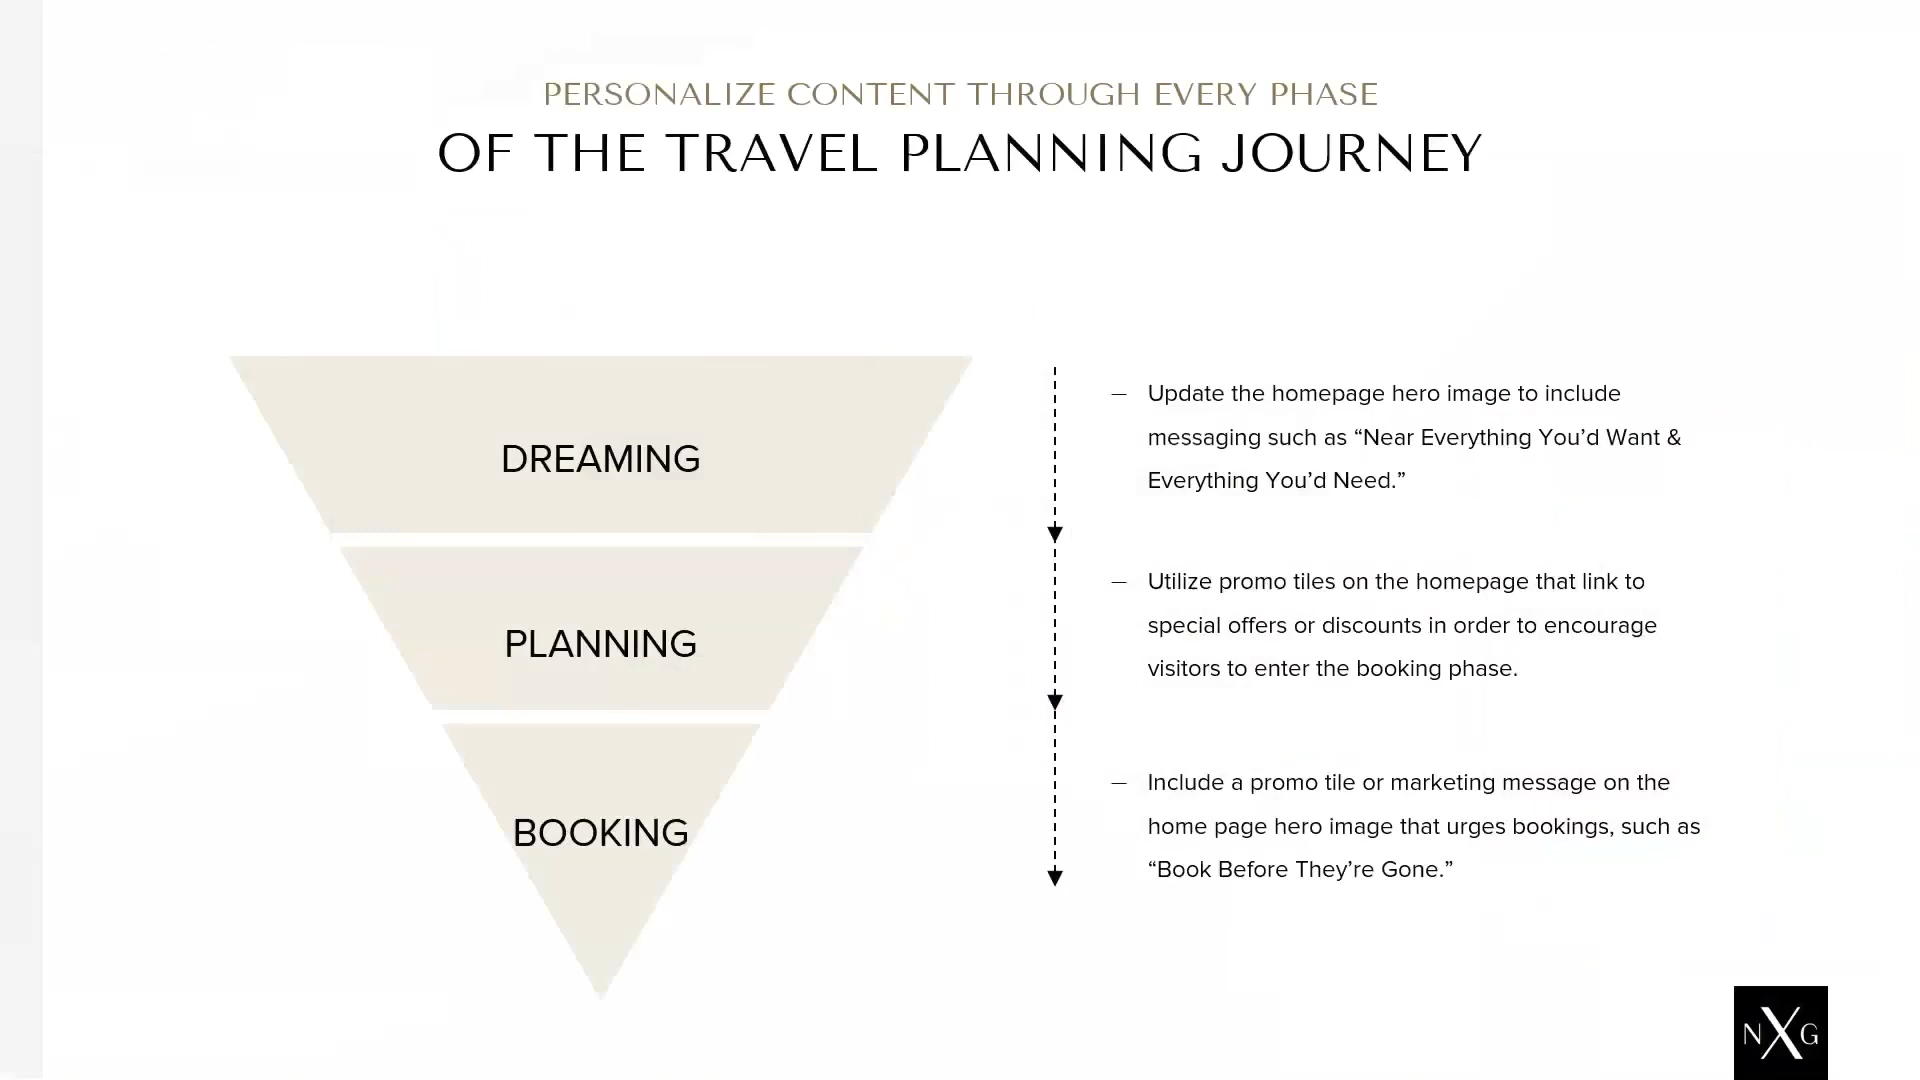 PERSONALIZE CONTENT THROUGH EVERY PHASE
OF THE TRAVEL PLANNING JOURNEY
DREAMING
– Update the homepage hero image to include
messaging such as “Near Everything You’d Want &
Everything You’d Need.”
PLANNING
– Utilize promo tiles on the homepage that link to
special offers or discounts in order to encourage
visitors to enter the booking phase.
BOOKING
– Include a promo tile or marketing message on the
home page hero image that urges bookings, such as
“Book Before They’re Gone.”
NXG